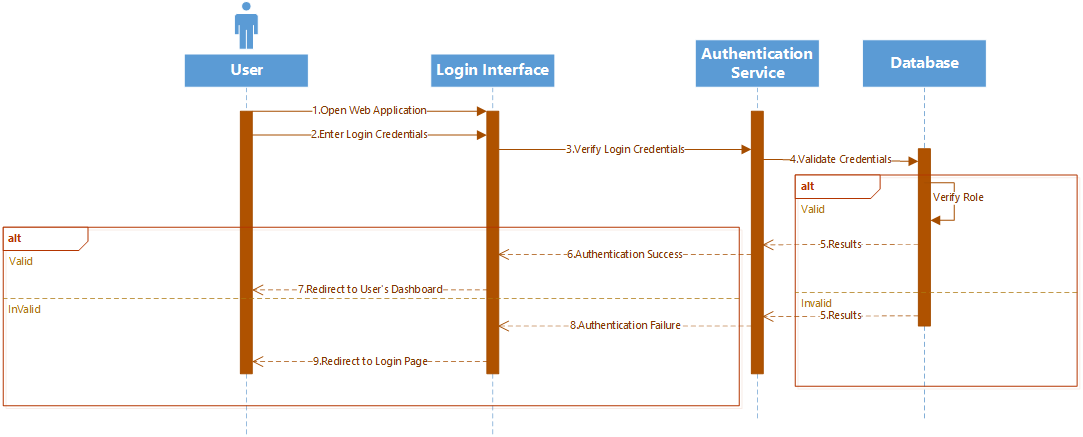 User
Login Interface
Authentication
Service
Database
1.Open Web Application
2.Enter Login Credentials
3.Verify Login Credentials
4.Validate Credentials
alt
Valid
Verify Role
5.Results
alt
Valid
6.Authentication Success
7.Redirect to User's Dashboard
Invalid
5.Results
InValid
8.Authentication Failure
9.Redirect to Login Page